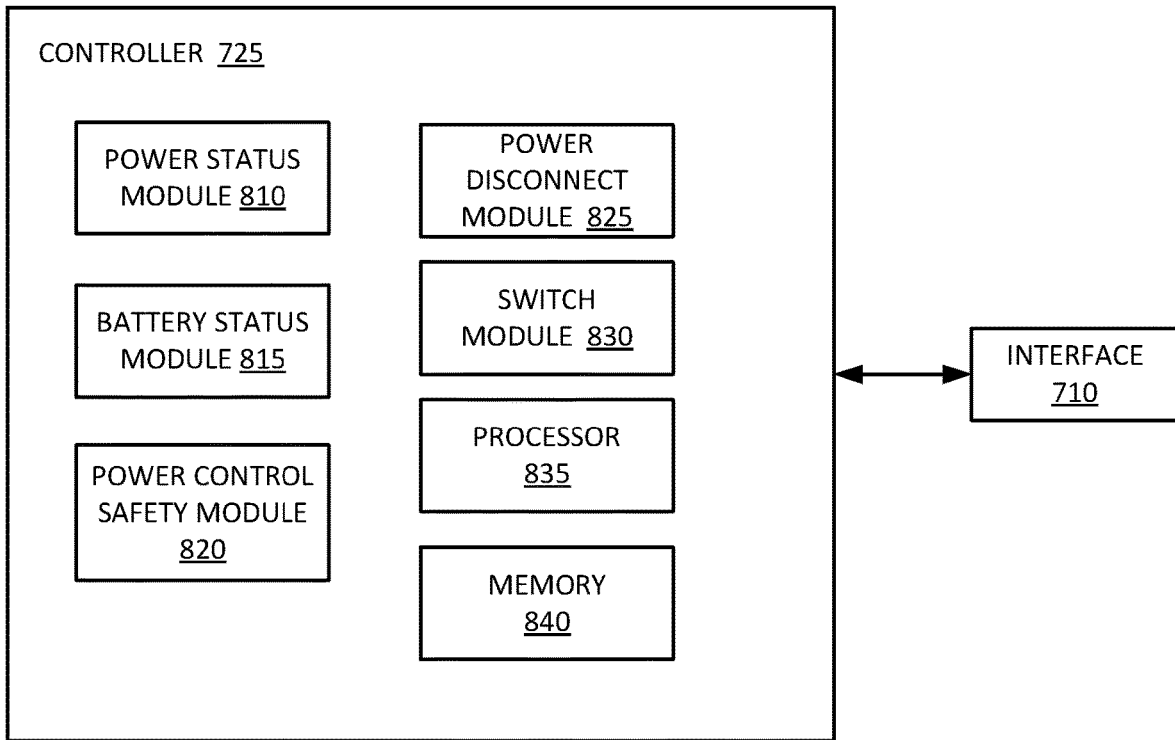 CONTROLLER 725
POWER STATUS
MODULE 810
BATTERY STATUS
MODULE 815
POWER CONTROL
SAFETY MODULE
820
POWER
DISCONNECT
MODULE 825
SWITCH
MODULE 830
PROCESSOR
835
MEMORY
840
INTERFACE
710